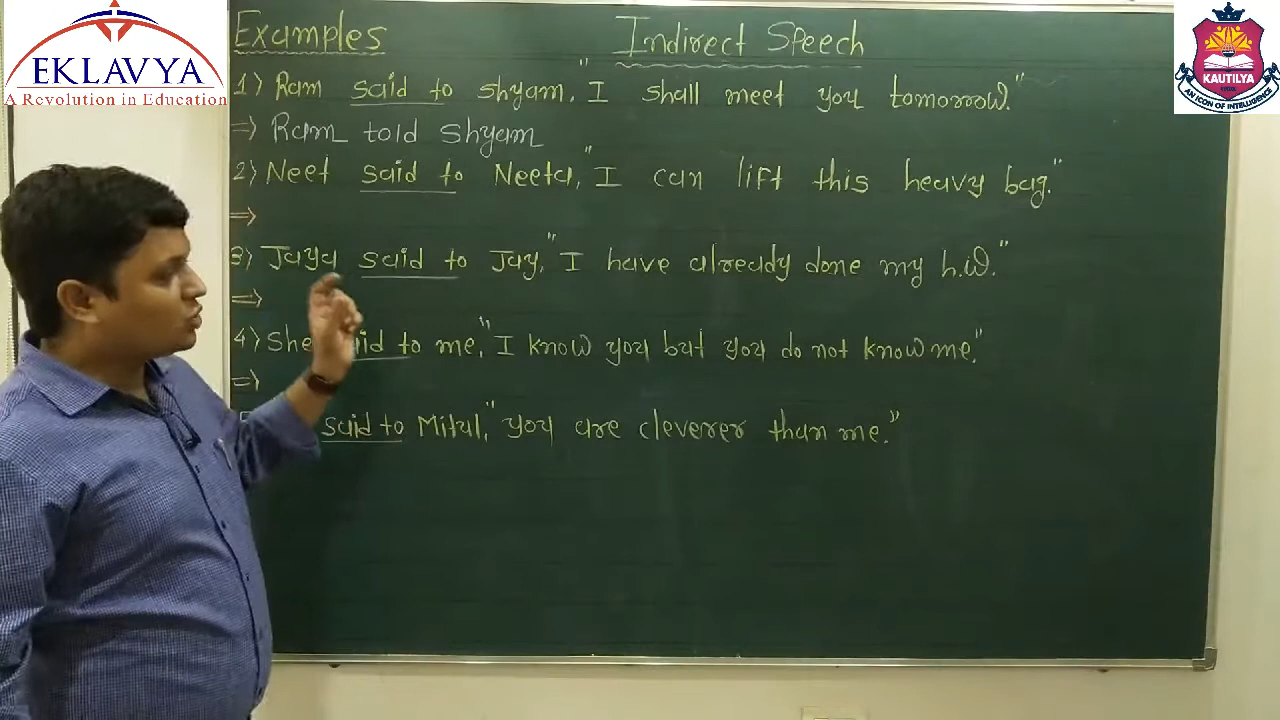 EKLAVYA
A Revolution in Education
KAUTILYA
AN ICON OF INTELLIGENCE
Examples
Indirect Speech
1) Ram said to Shyam, "I shall meet you tomorrow."
⇒ Ram told Shyam
2) Neet said to Neeta, "I can lift this heavy bag."
⇒
3) Jaya said to Jay, "I have already done my h.w."
⇒
4) She said to me, "I know you but you do not know me."
⇒
said to Mitul, "you are cleverer than me."